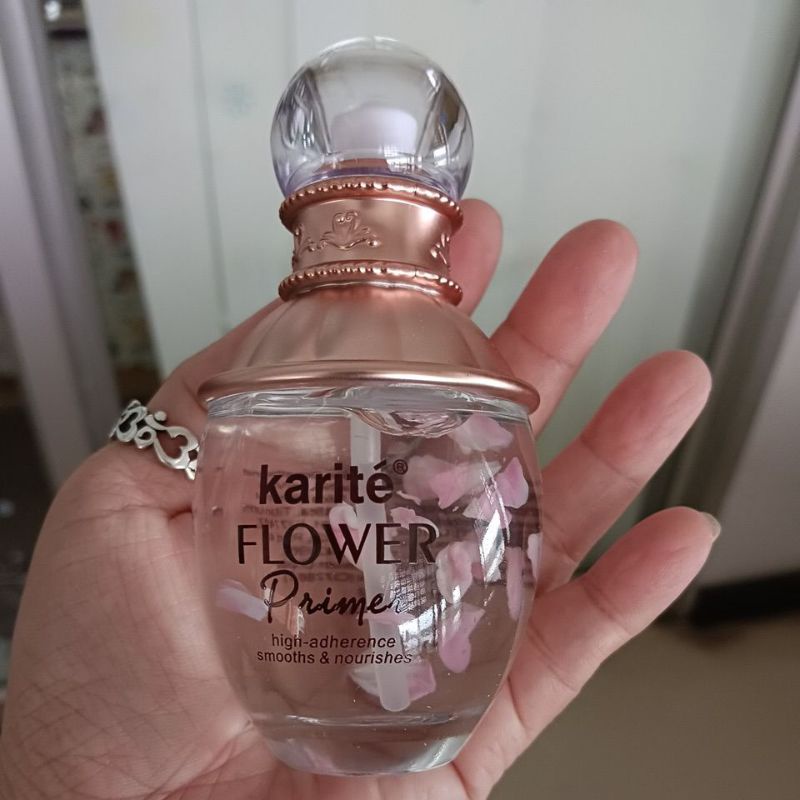 karité®
FLOWER
Primer
high-adherence
smooths & nourishes